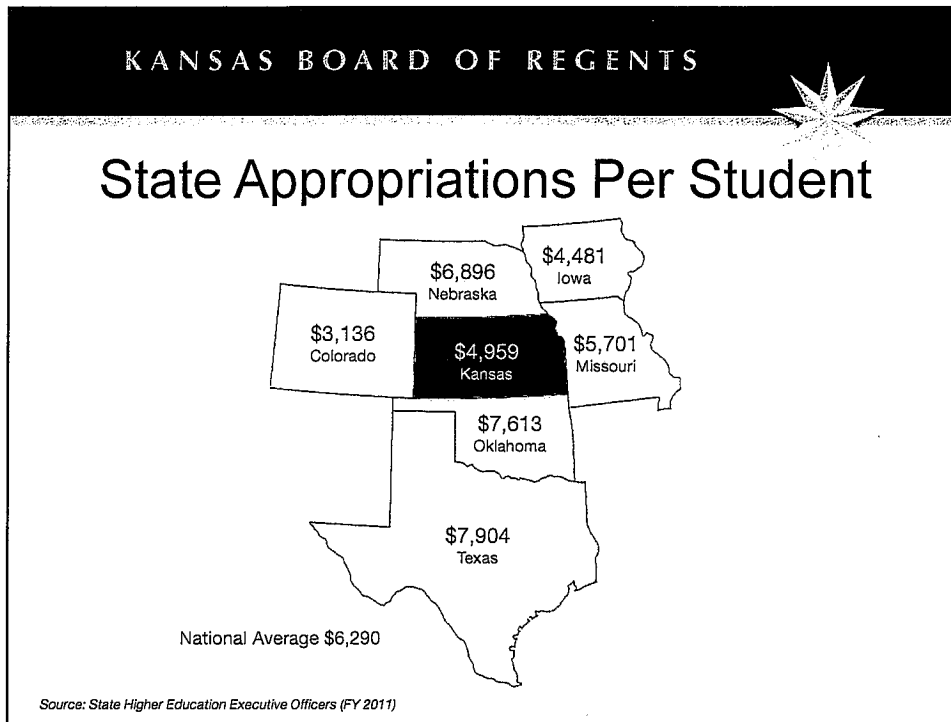 KANSAS BOARD OF REGENTS
State Appropriations Per Student
$4,481
Iowa
$6,896
Nebraska
$3,136
Colorado
$4,959
Kansas
$5,701
Missouri
$7,613
Oklahoma
$7,904
Texas
National Average $6,290
Source: State Higher Education Executive Officers (FY 2011)